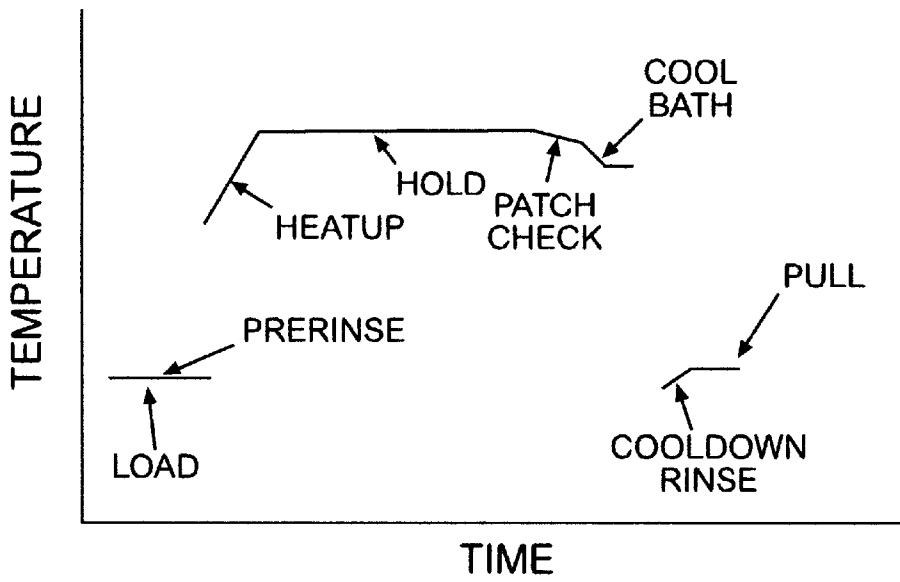 TEMPERATURE
COOL
BATH
HOLD
PATCH
CHECK
HEATUP
PULL
PRERINSE
LOAD
COOLDOWN
RINSE
TIME